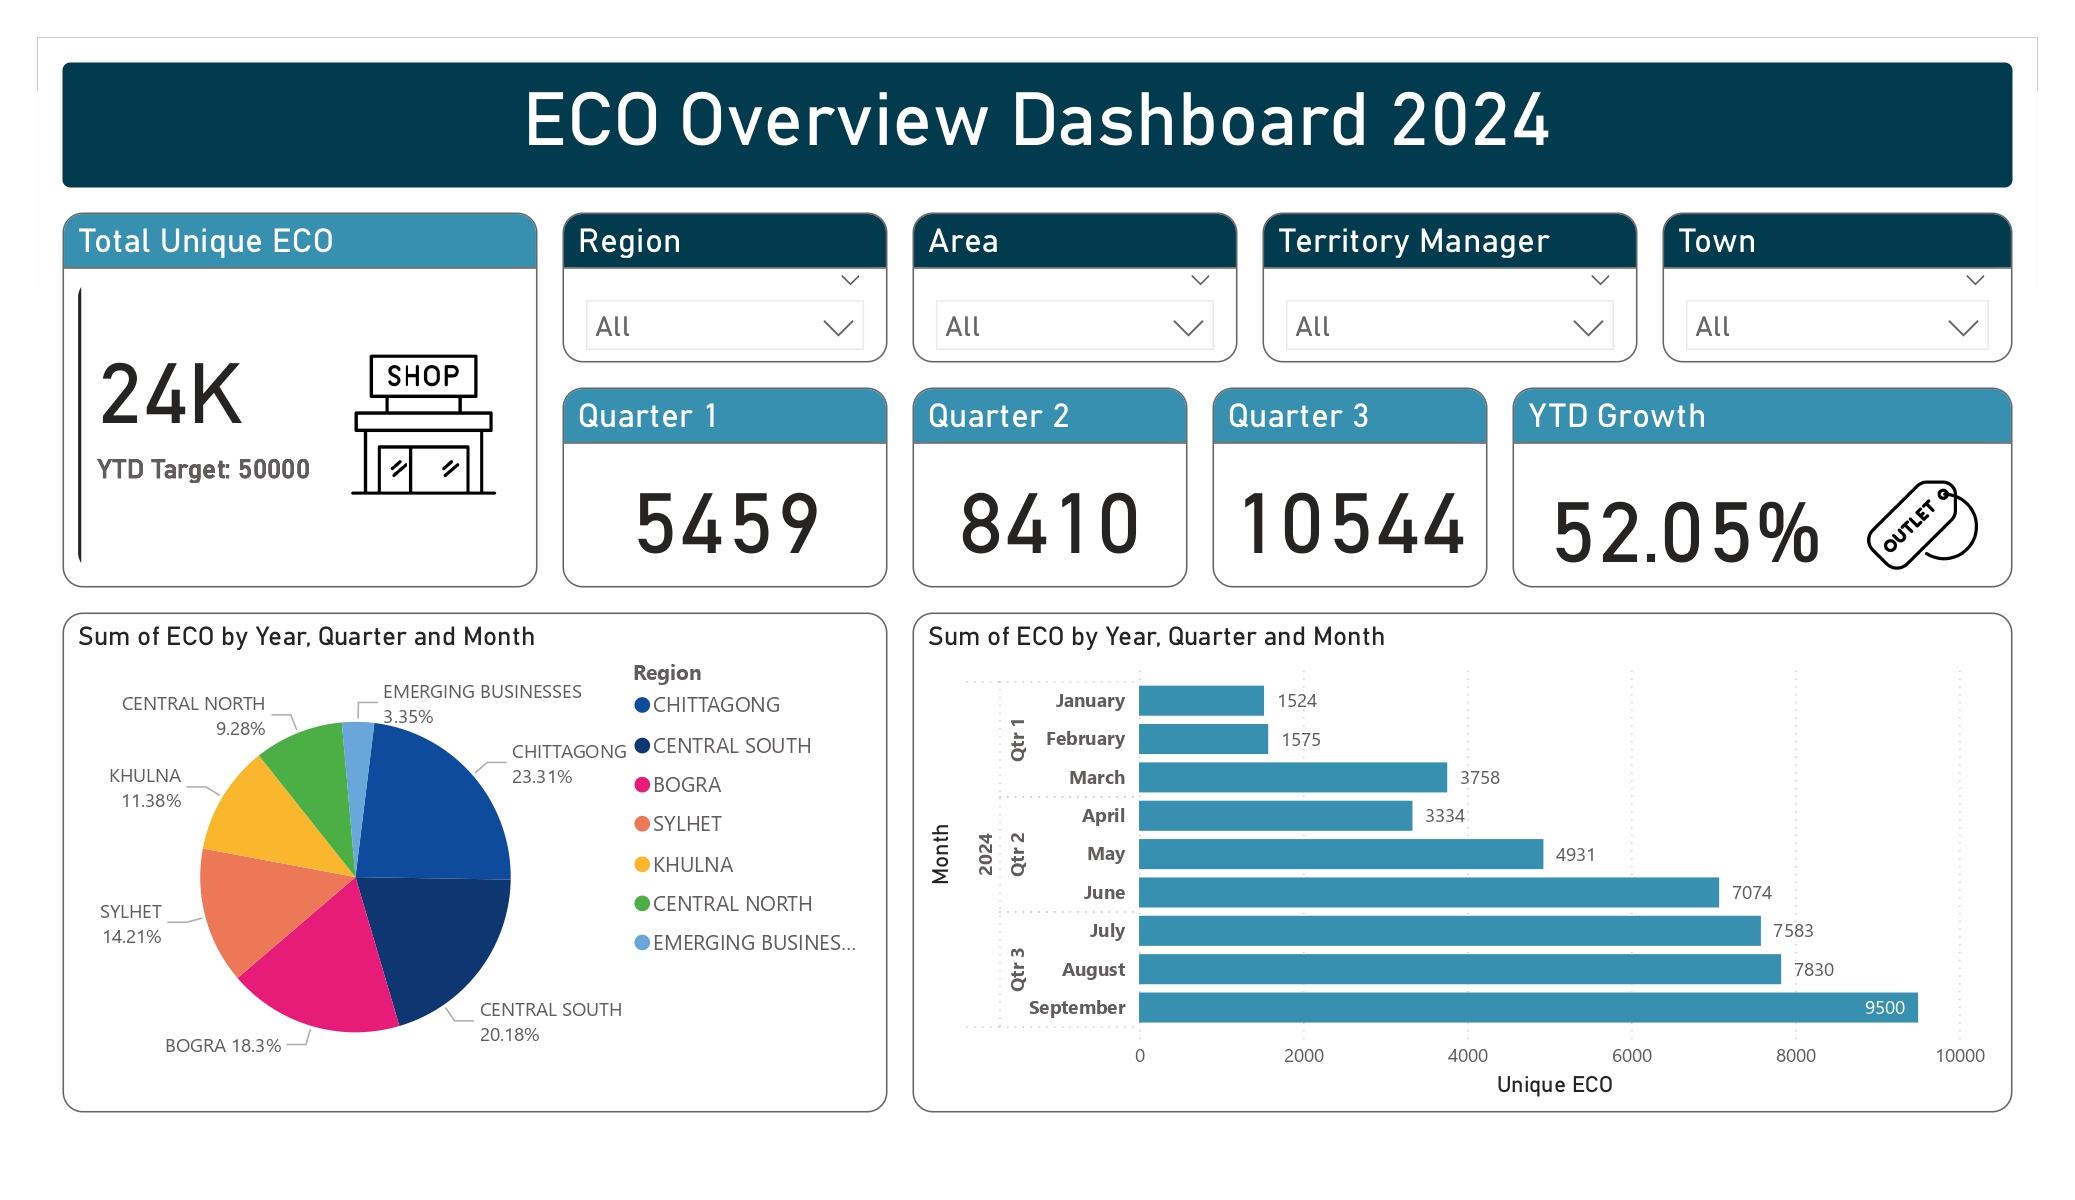 ECO Overview Dashboard 2024
Total Unique ECO
24K
YTD Target: 50000
SHOP
Region
All
Area
All
Territory Manager
All
Town
All
Quarter 1
5459
Quarter 2
8410
Quarter 3
10544
YTD Growth
52.05%
OUTLET
Sum of ECO by Year, Quarter and Month
EMERGING BUSINESSES
3.35%
CENTRAL NORTH
9.28%
CHITTAGONG
23.31%
KHULNA
11.38%
SYLHET
14.21%
CENTRAL SOUTH
20.18%
BOGRA 18.3%
Region
CHITTAGONG
CENTRAL SOUTH
BOGRA
SYLHET
KHULNA
CENTRAL NORTH
EMERGING BUSINES...
Sum of ECO by Year, Quarter and Month
Month
2024
Qtr 1
January 1524
February 1575
March 3758
Qtr 2
April 3334
May 4931
June 7074
Qtr 3
July 7583
August 7830
September 9500
0 2000 4000 6000 8000 10000
Unique ECO